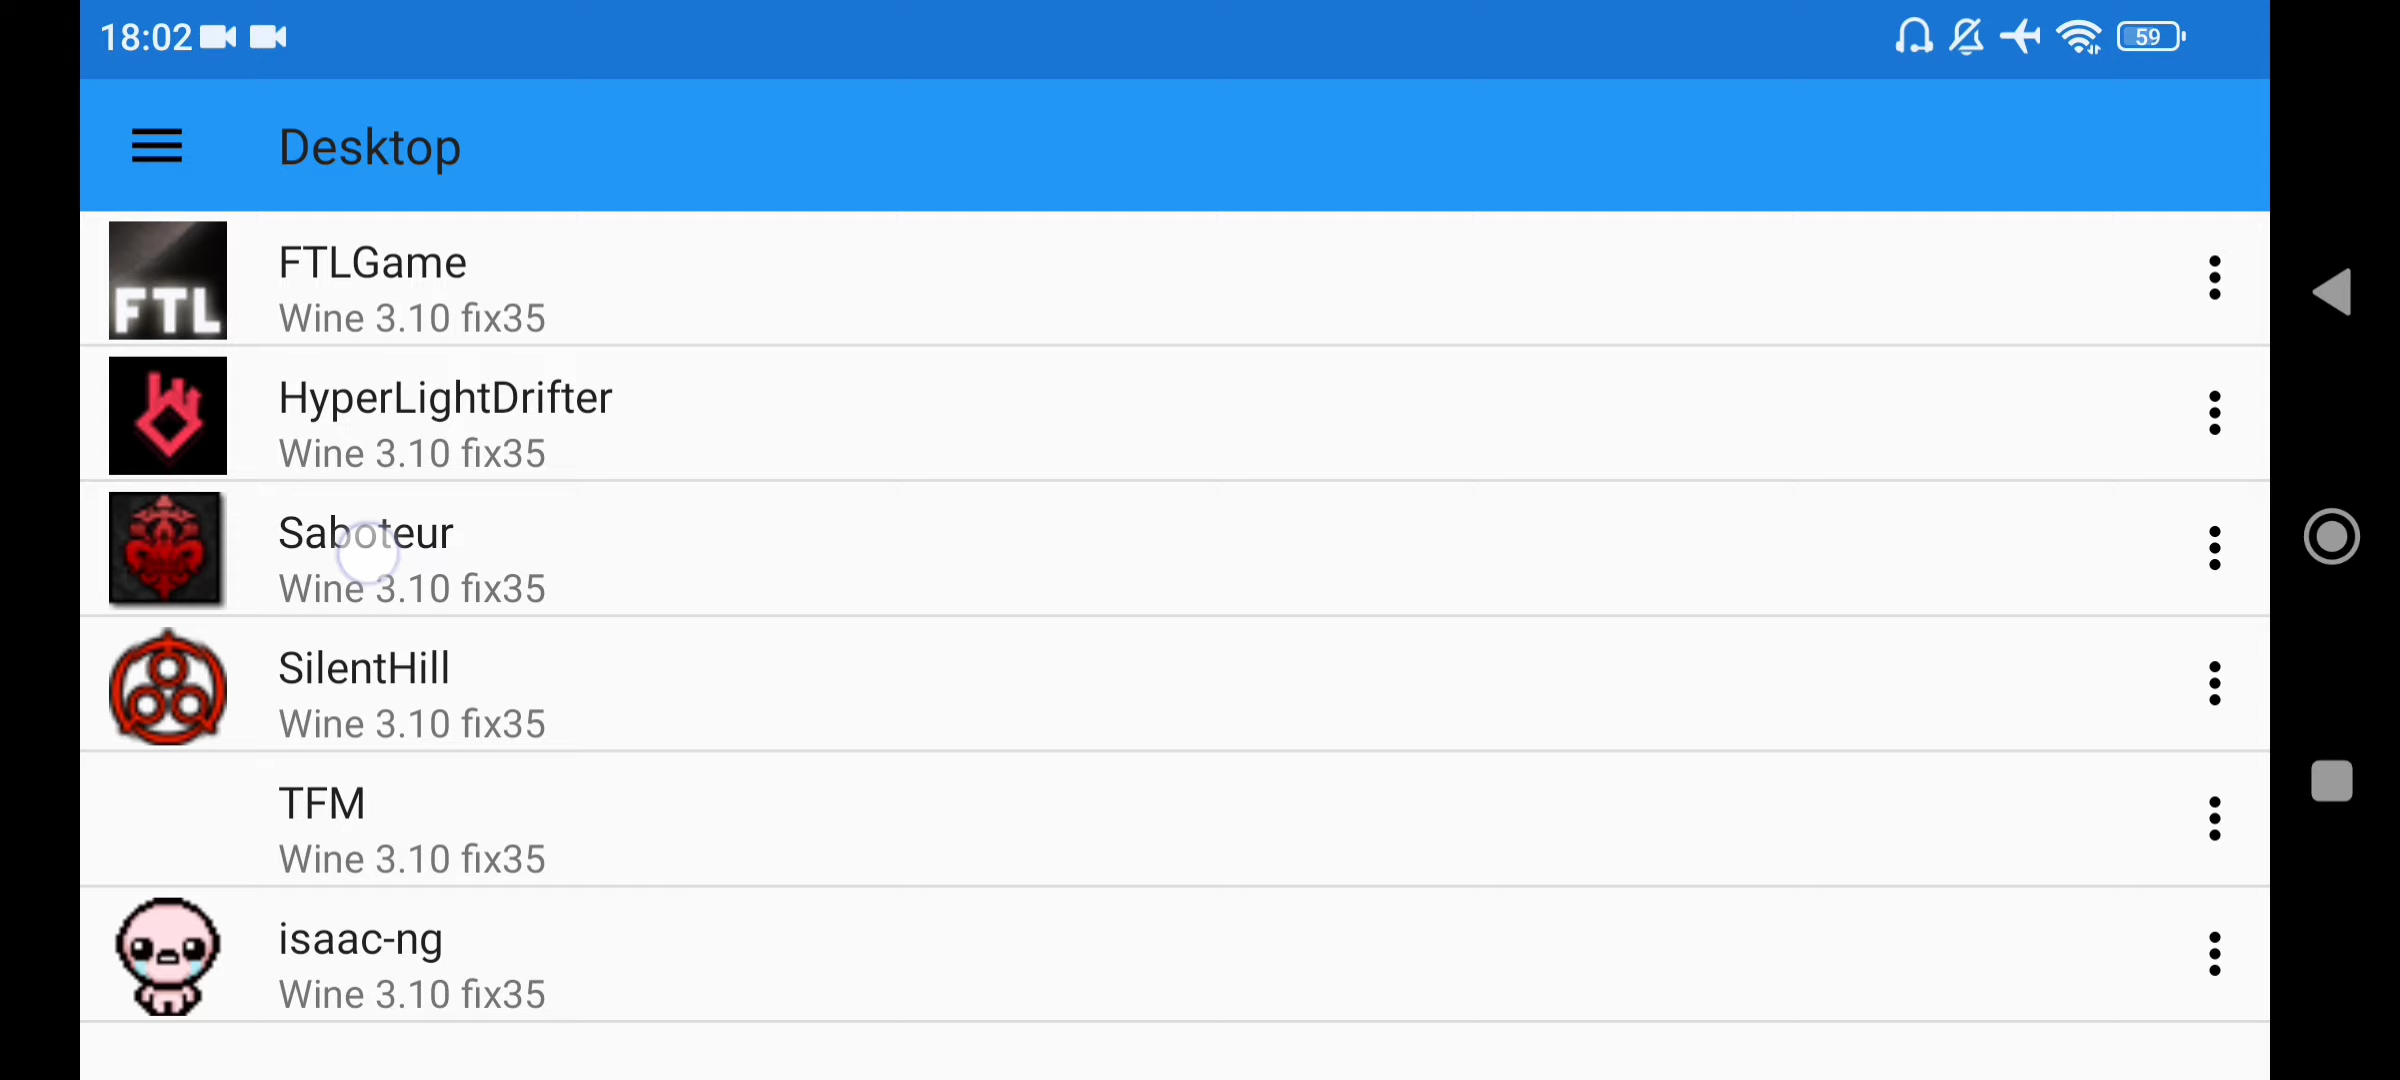 18:02
59
Desktop
FTL
FTLGame
Wine 3.10 fix35
HyperLightDrifter
Wine 3.10 fix35
Saboteur
Wine 3.10 fix35
SilentHill
Wine 3.10 fix35
TFM
Wine 3.10 fix35
isaac-ng
Wine 3.10 fix35